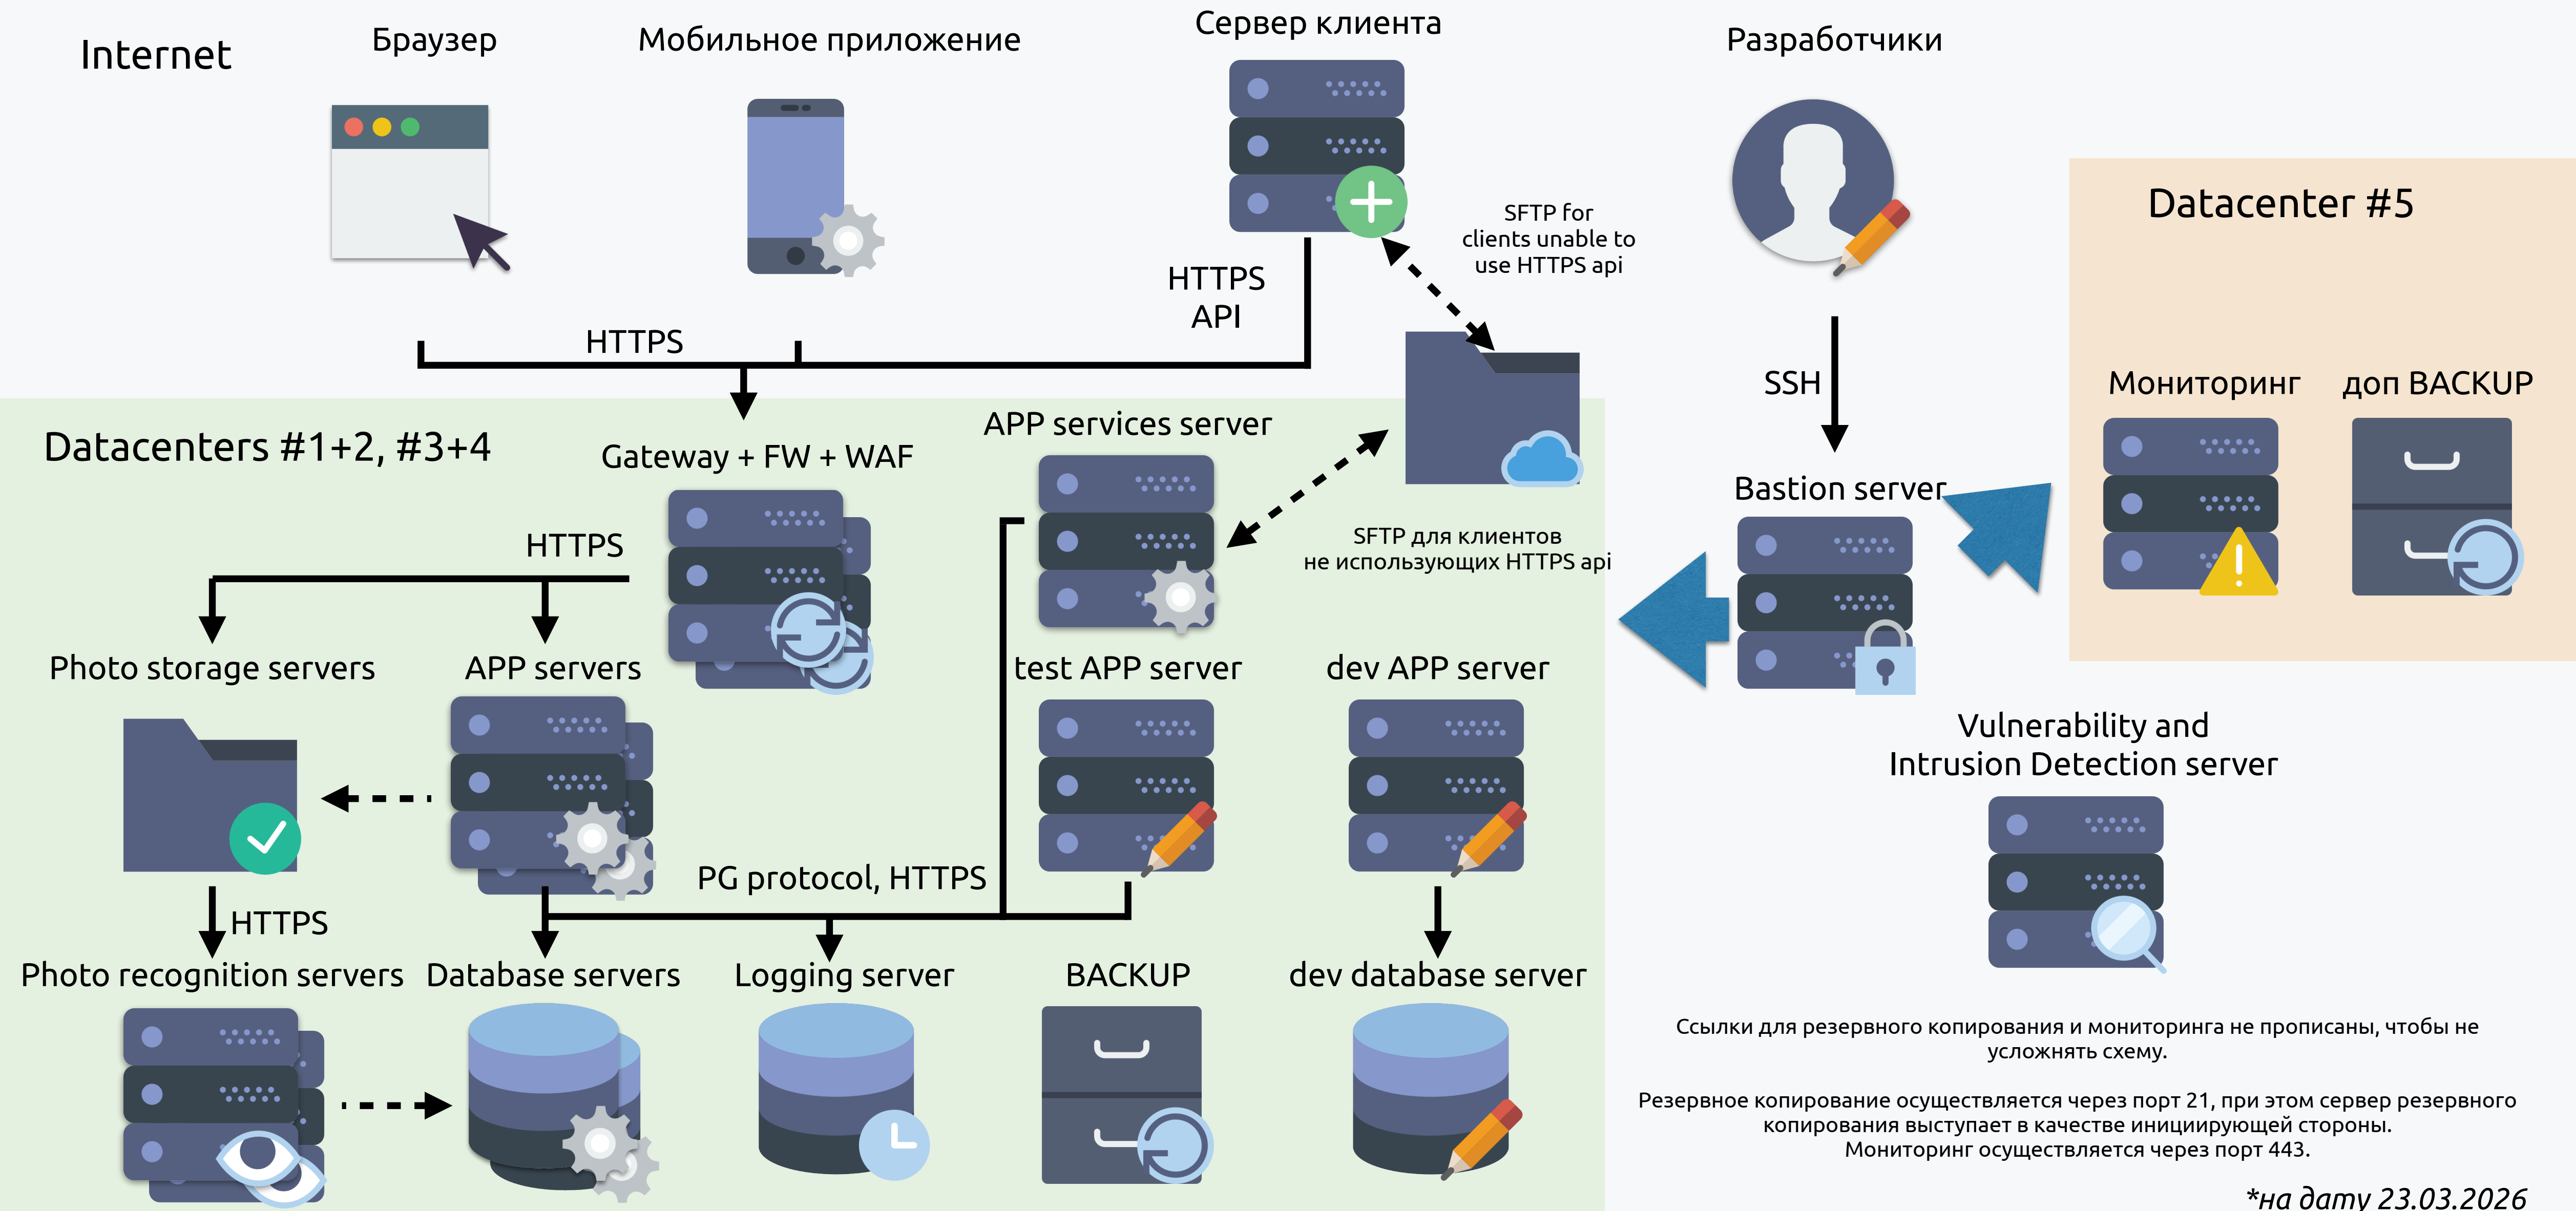 Internet
Браузер
Мобильное приложение
Сервер клиента
Разработчики
SFTP for
clients unable to
use HTTPS api
HTTPS
API
HTTPS
SSH
Datacenter #5
Мониторинг
доп BACKUP
Datacenters #1+2, #3+4
Gateway + FW + WAF
APP services server
SFTP для клиентов
не использующих HTTPS api
Bastion server
HTTPS
Photo storage servers
APP servers
test APP server
dev APP server
Vulnerability and
Intrusion Detection server
PG protocol, HTTPS
HTTPS
Photo recognition servers
Database servers
Logging server
BACKUP
dev database server
Ссылки для резервного копирования и мониторинга не прописаны, чтобы не
усложнять схему.
Резервное копирование осуществляется через порт 21, при этом сервер резервного
копирования выступает в качестве инициирующей стороны.
Мониторинг осуществляется через порт 443.
*на дату 23.03.2026